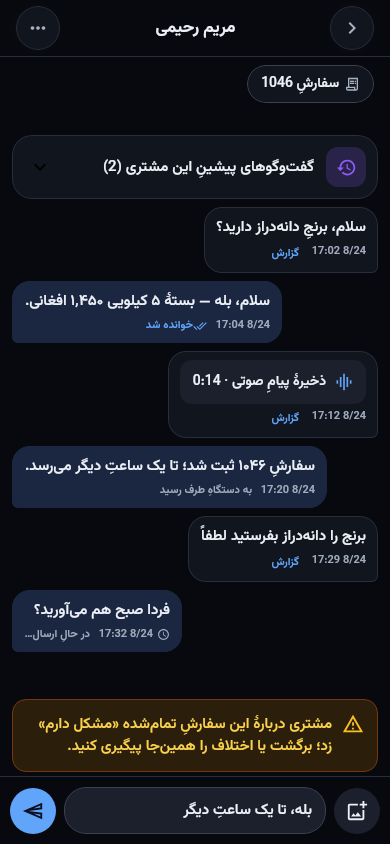 مریم رحیمی
سفارشِ 1046
گفت‌وگوهای پیشینِ این مشتری (2)
سلام، برنجِ دانه‌دراز دارید؟
8/24 17:02 گزارش
سلام، بله — بستهٔ ۵ کیلویی ۱,۴۵۰ افغانی.
8/24 17:04 خوانده شد
ذخیرهٔ پیامِ صوتی · 0:14
8/24 17:12 گزارش
سفارشِ ۱۰۴۶ ثبت شد؛ تا یک ساعتِ دیگر می‌رسد.
8/24 17:20 به دستگاهِ طرف رسید
برنج را دانه‌دراز بفرستید لطفاً
8/24 17:29 گزارش
فردا صبح هم می‌آورید؟
8/24 17:32 در حالِ ارسال…
مشتری دربارهٔ این سفارشِ تمام‌شده «مشکل دارم»
زد؛ برگشت یا اختلاف را همین‌جا پیگیری کنید.
بله، تا یک ساعتِ دیگر